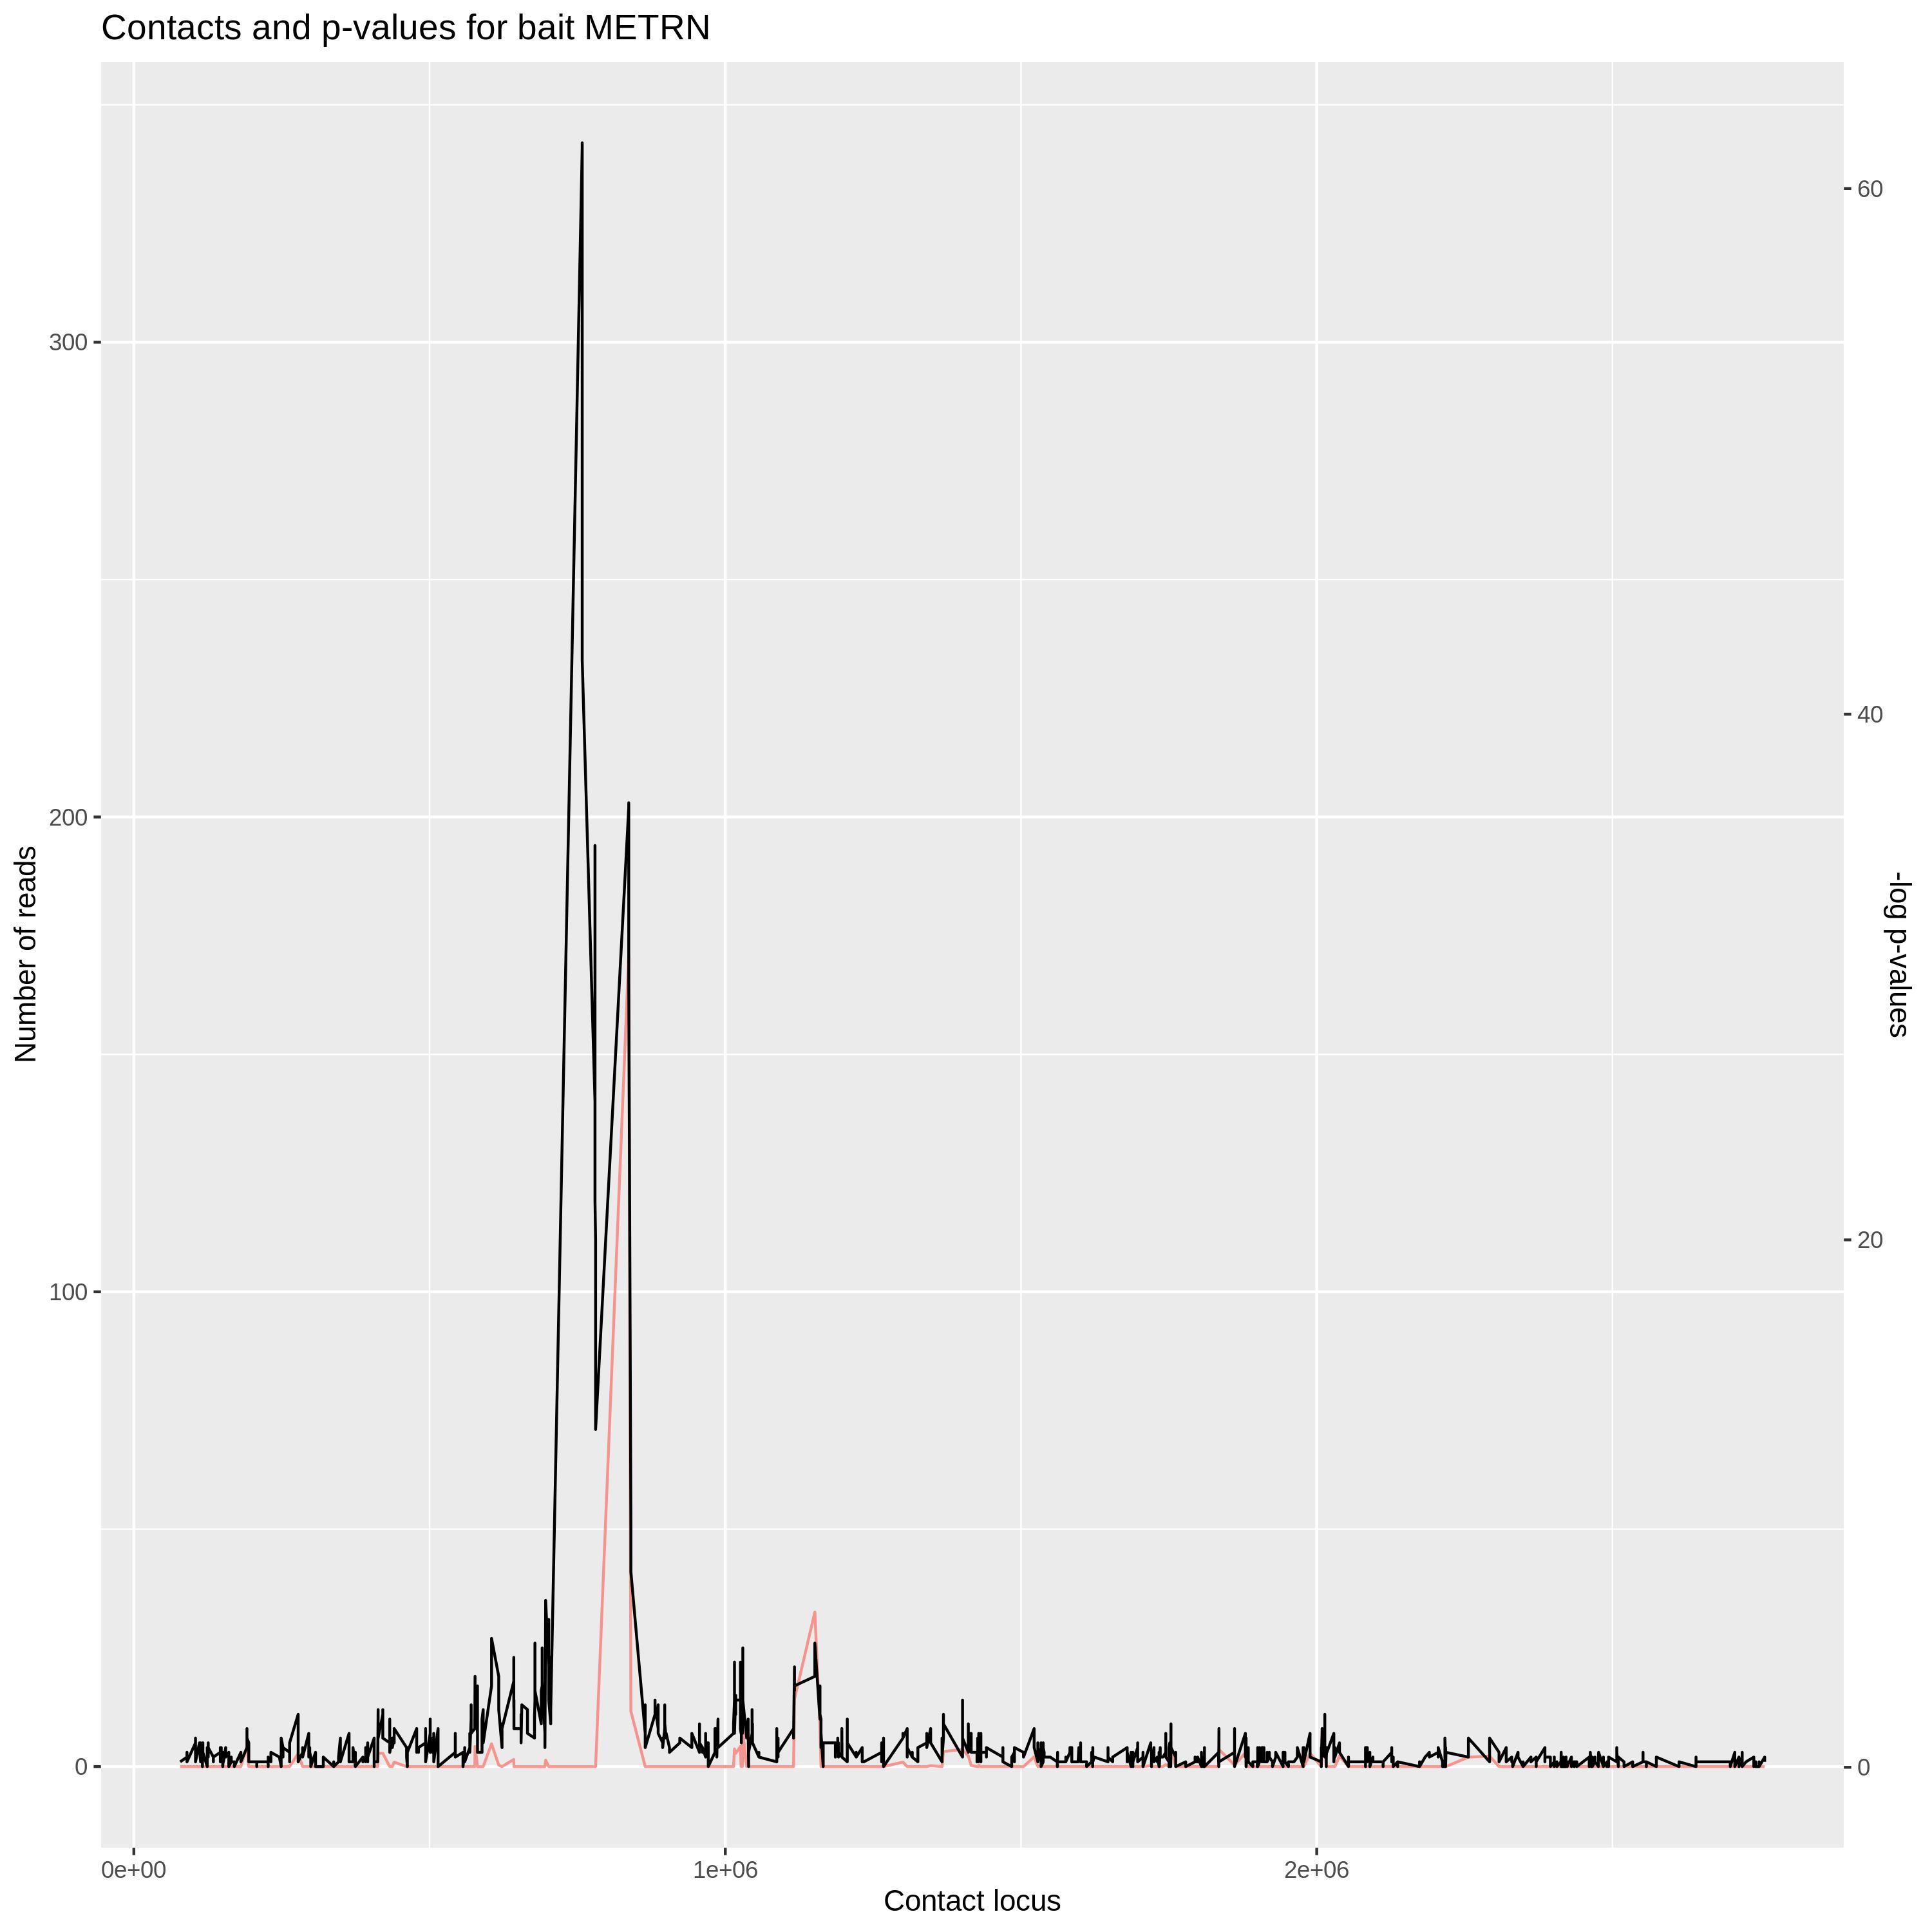 Contacts and p-values for bait METRN
300
200
100
0
Number of reads
60
40
20
0
-log p-values
0e+00
1e+06
2e+06
Contact locus